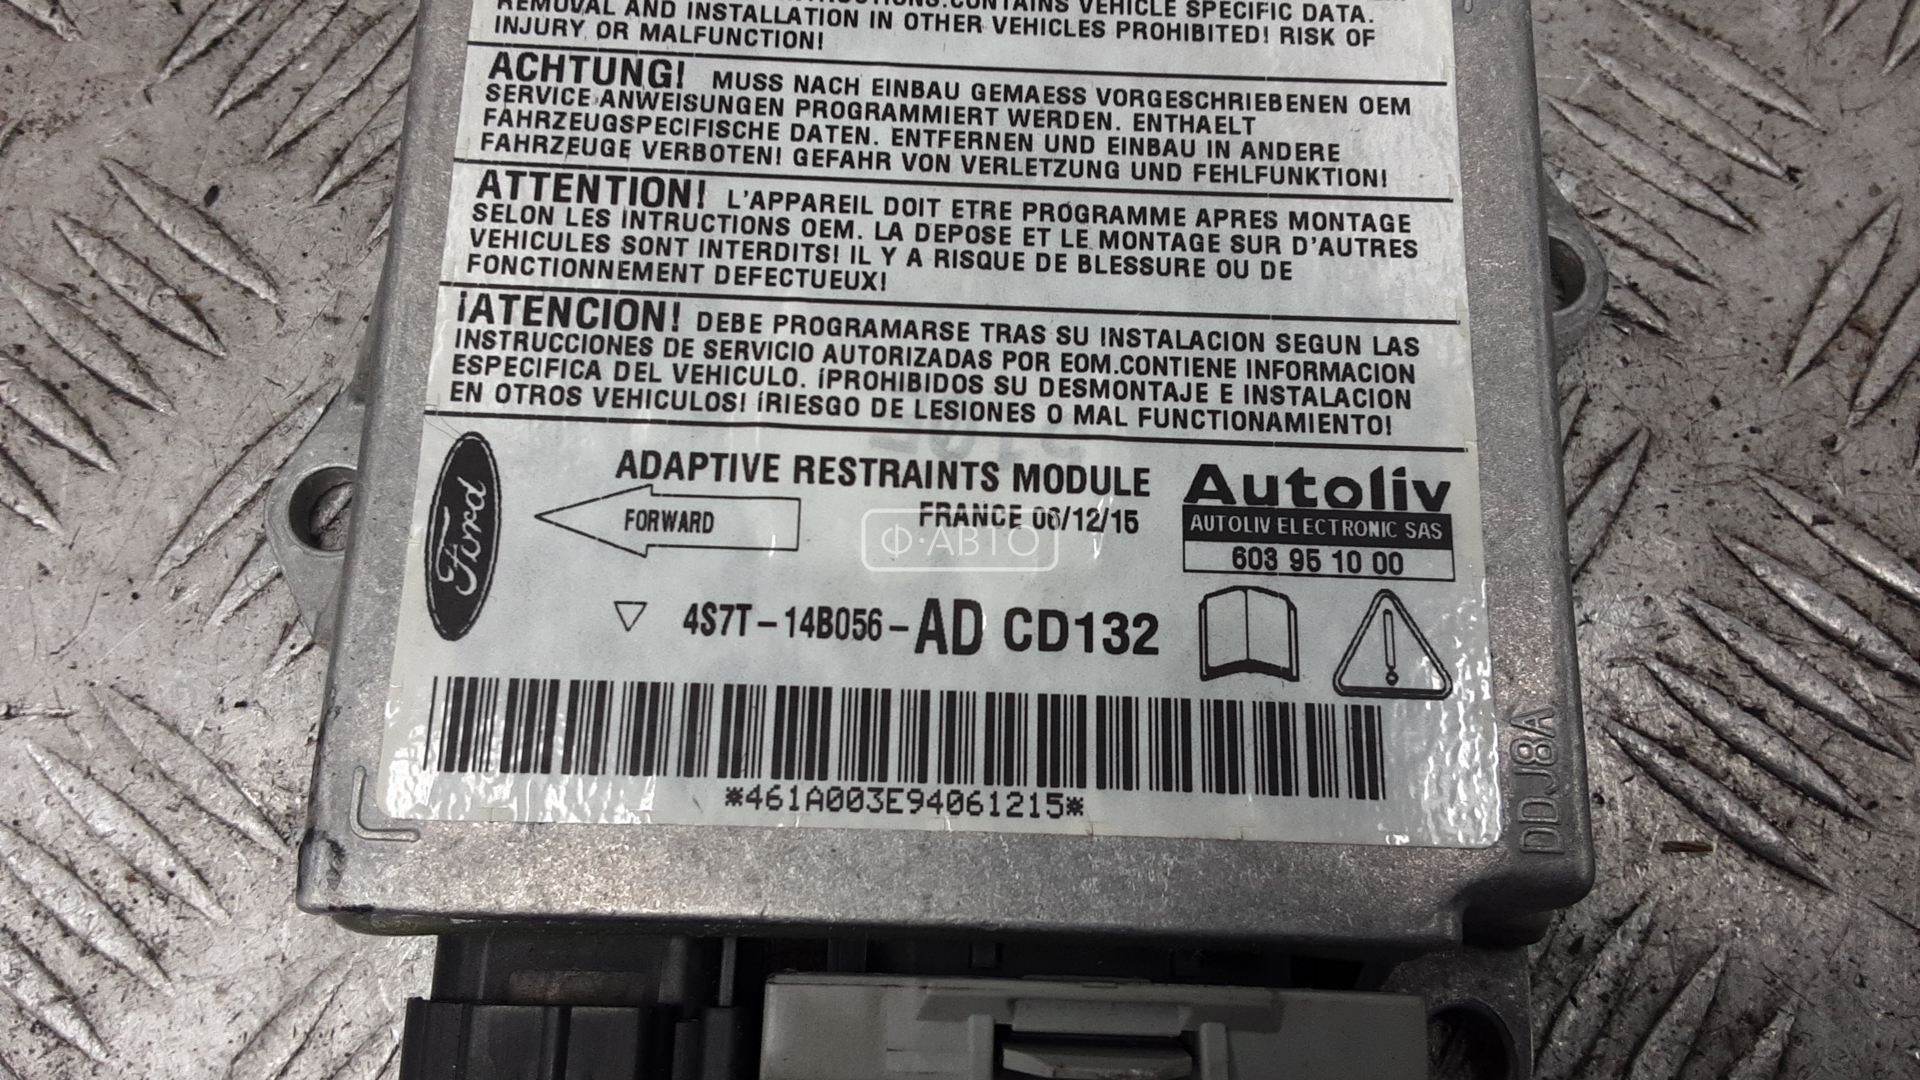 INSTRUCTIONS.CONTAINS VEHICLE SPECIFIC DATA.
REMOVAL AND INSTALLATION IN OTHER VEHICLES PROHIBITED! RISK OF
INJURY OR MALFUNCTION!
ACHTUNG! MUSS NACH EINBAU GEMAESS VORGESCHRIEBENEN OEM
SERVICE ANWEISUNGEN PROGRAMMIERT WERDEN. ENTHAELT
FAHRZEUGSPECIFISCHE DATEN. ENTFERNEN UND EINBAU IN ANDERE
FAHRZEUGE VERBOTEN! GEFAHR VON VERLETZUNG UND FEHLFUNKTION!
ATTENTION! L'APPAREIL DOIT ETRE PROGRAMME APRES MONTAGE
SELON LES INTRUCTIONS OEM. LA DEPOSE ET LE MONTAGE SUR D'AUTRES
VEHICULES SONT INTERDITS! IL Y A RISQUE DE BLESSURE OU DE
FONCTIONNEMENT DEFECTUEUX!
¡ATENCION! DEBE PROGRAMARSE TRAS SU INSTALACION SEGUN LAS
INSTRUCCIONES DE SERVICIO AUTORIZADAS POR EOM.CONTIENE INFORMACION
ESPECIFICA DEL VEHICULO. ¡PROHIBIDOS SU DESMONTAJE E INSTALACION
EN OTROS VEHICULOS! ¡RIESGO DE LESIONES O MAL FUNCTIONAMIENTO!
Ford
ADAPTIVE RESTRAINTS MODULE
FORWARD
FRANCE 06/12/15
Ф·АВТО
Autoliv
AUTOLIV ELECTRONIC SAS
603 95 10 00
4S7T-14B056-AD CD132
*461A003E94061215*
DDJ8A